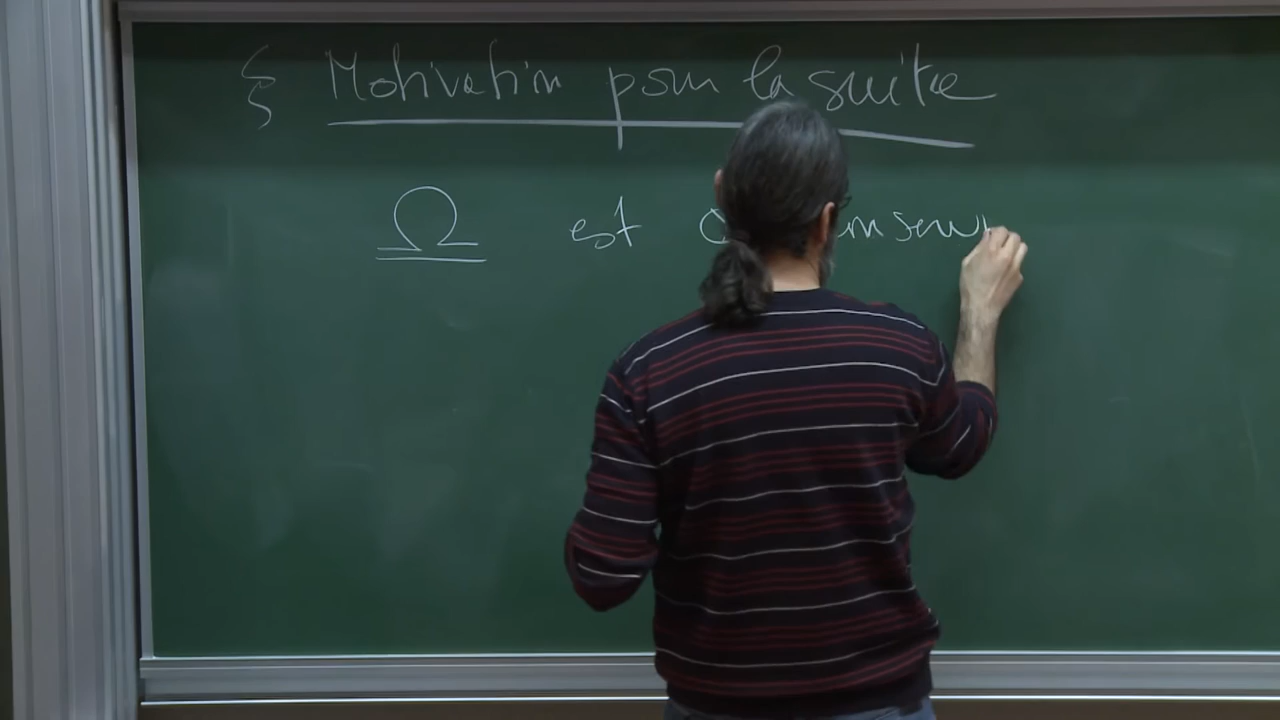 § Motivation pour la suite
Ω est